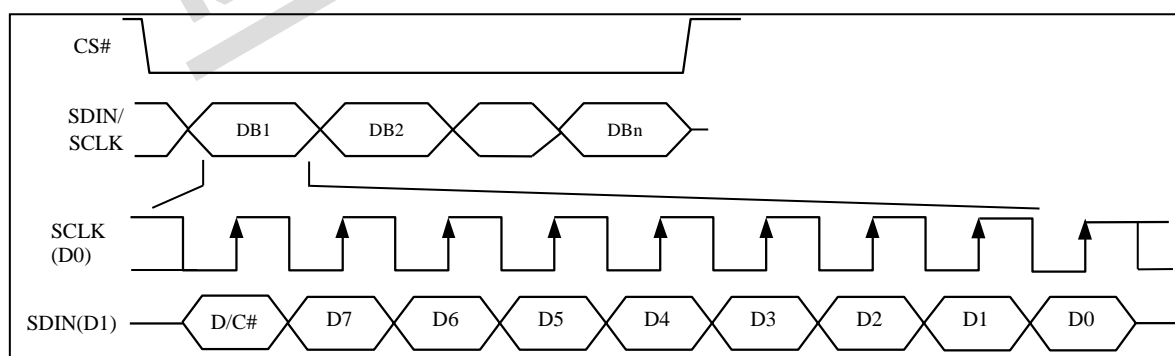 CS#
SDIN/
SCLK
DB1 DB2 DBn
SCLK
(D0)
SDIN(D1) D/C# D7 D6 D5 D4 D3 D2 D1 D0